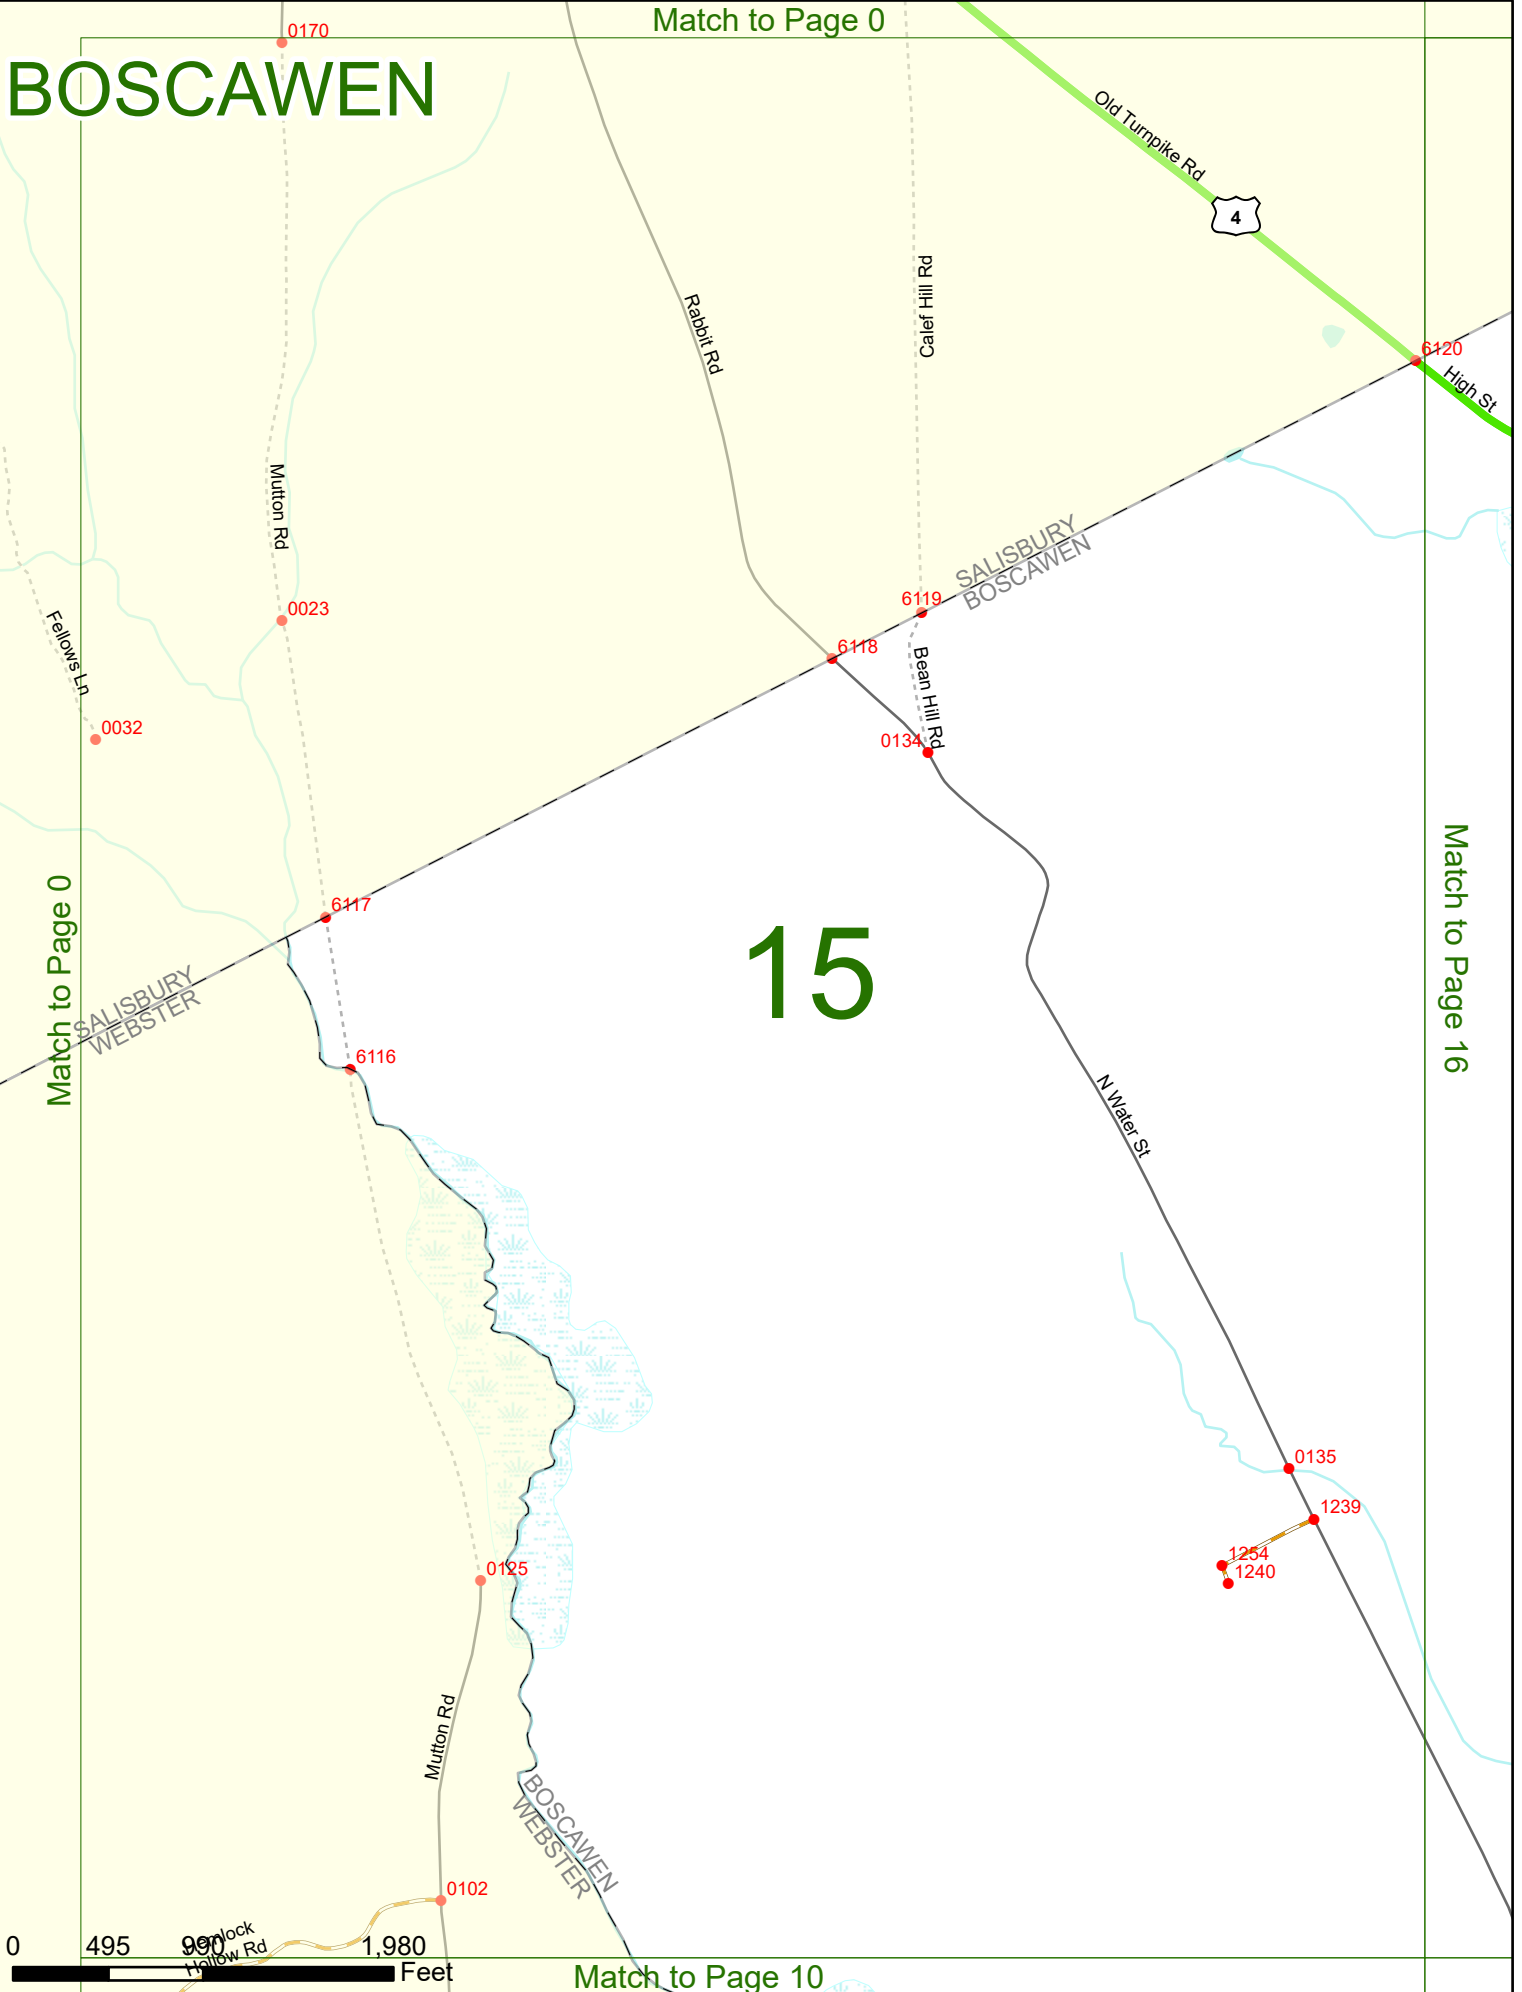 Match to Page 0
0170
BOSCAWEN
Old Turnpike Rd
4
Calef Hill Rd
Rabbit Rd
6120
High St
Mutton Rd
SALISBURY
BOSCAWEN
6119
0023
Fellows Ln
6118
Bean Hill Rd
0032
0134
Match to Page 0
6117
15
Match to Page 16
SALISBURY
WEBSTER
6116
N Water St
0135
1239
1254
1240
0125
Mutton Rd
BOSCAWEN
WEBSTER
0102
Hemlock
Hollow Rd
0 495 990 1,980
Feet
Match to Page 10